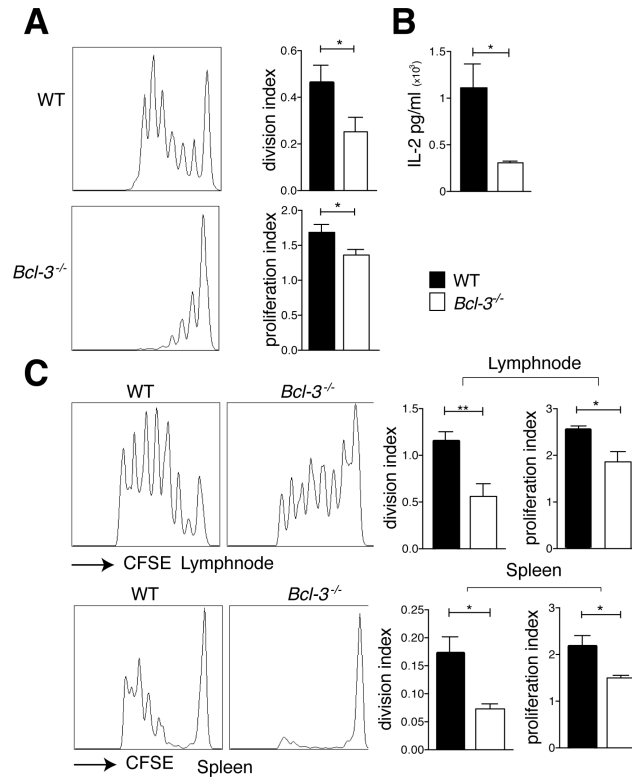 A
WT
Bcl-3-/-
division index
0.6
0.4
0.2
0.0
*
proliferation index
2.0
1.5
1.0
0.5
0.0
*
B
IL-2 pg/ml (x10³)
1.5
1
0.5
0
*
WT
Bcl-3-/-
C
WT
Bcl-3-/-
CFSE Lymphnode
Lymphnode
division index
1.5
1.0
0.5
0.0
**
proliferation index
3
2
1
0
*
WT
Bcl-3-/-
CFSE Spleen
Spleen
division index
0.25
0.20
0.15
0.10
0.05
0.00
*
proliferation index
3
2
1
0
*